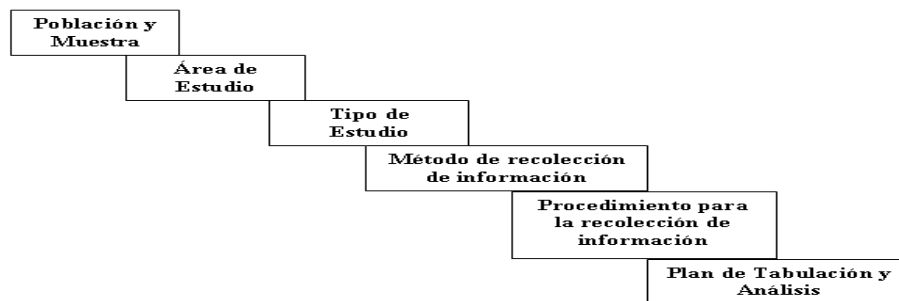 Población y
Muestra
Área de
Estudio
Tipo de
Estudio
Método de recolección
de información
Procedimiento para
la recolección de
información
Plan de Tabulación y
Análisis